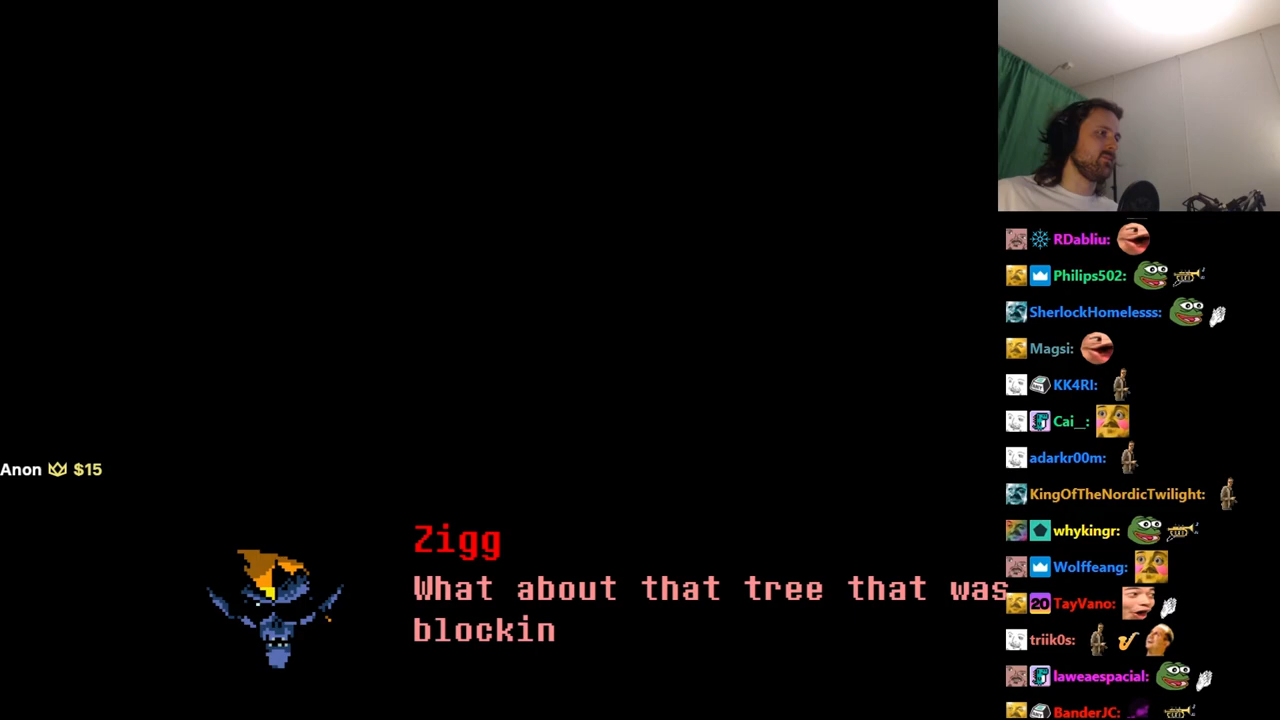 RDabliu:
Philips502:
SherlockHomelesss:
Magsi:
KK4RI:
Cai__:
adarkr00m:
KingOfTheNordicTwilight:
whykingr:
Wolffeang:
20 TayVano:
triik0s:
laweaespacial:
BanderJC:
Anon $15
Zigg
What about that tree that was
blockin